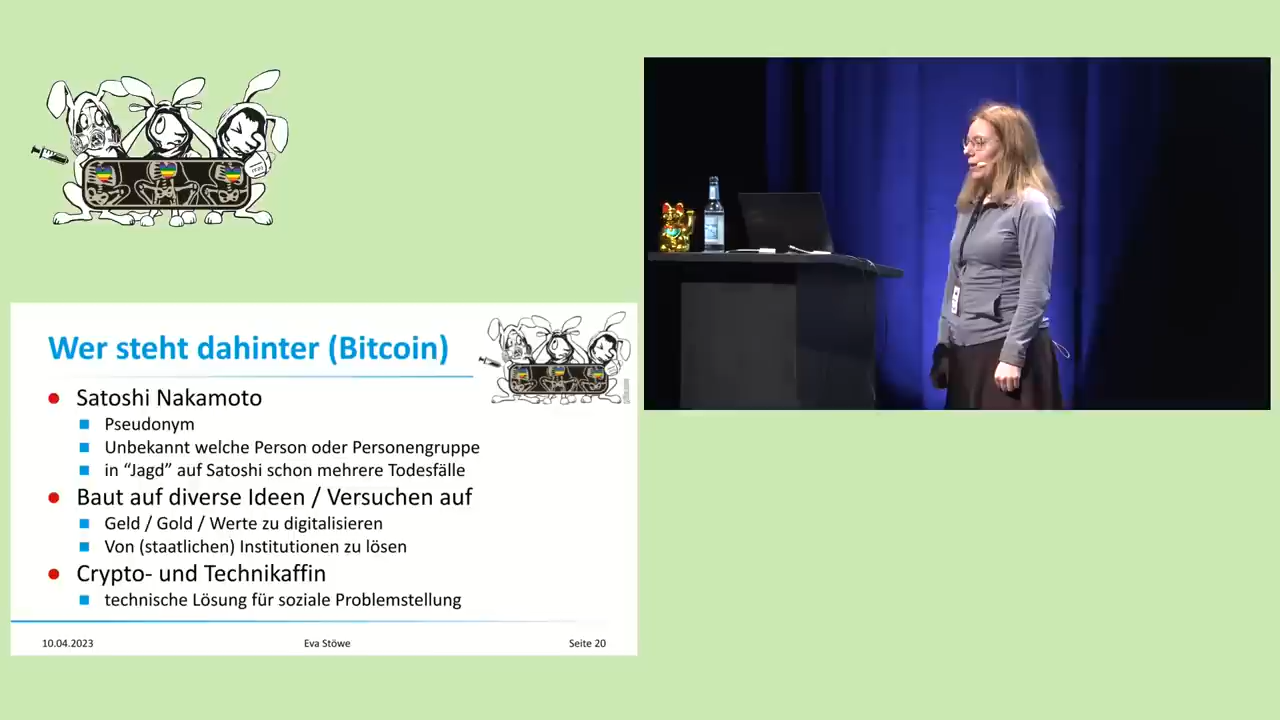 Wer steht dahinter (Bitcoin)
Satoshi Nakamoto
Pseudonym
Unbekannt welche Person oder Personengruppe
in “Jagd” auf Satoshi schon mehrere Todesfälle
Baut auf diverse Ideen / Versuchen auf
Geld / Gold / Werte zu digitalisieren
Von (staatlichen) Institutionen zu lösen
Crypto- und Technikaffin
technische Lösung für soziale Problemstellung
10.04.2023
Eva Stöwe
Seite 20